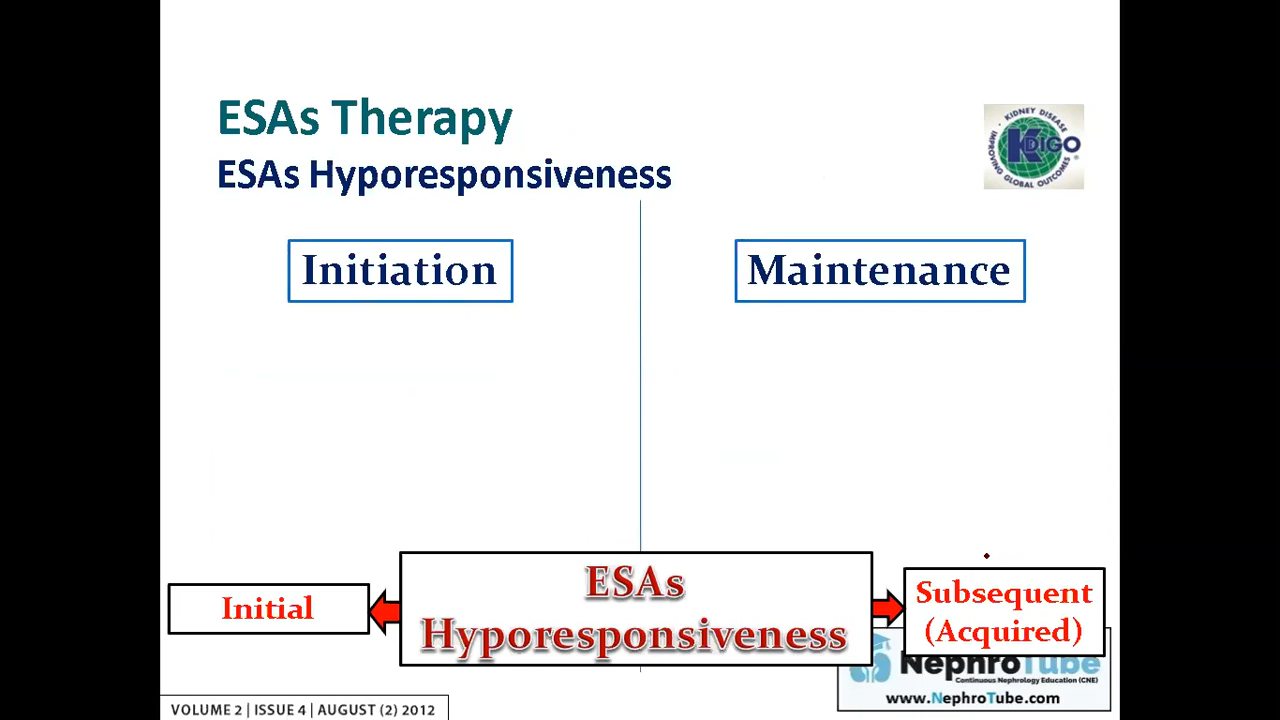 ESAs Therapy
ESAs Hyporesponsiveness
KIDNEY DISEASE
KDIGO
IMPROVING GLOBAL OUTCOMES
®
Initiation
Maintenance
Initial
ESAs
Hyporesponsiveness
Subsequent
(Acquired)
NephroTube
Continuous Nephrology Education (CNE)
www.NephroTube.com
VOLUME 2 | ISSUE 4 | AUGUST (2) 2012